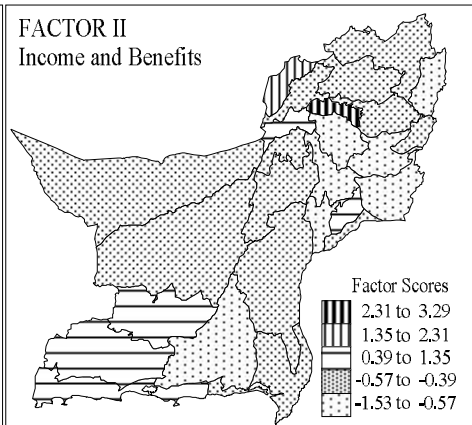 FACTOR II
Income and Benefits
Factor Scores
2.31 to 3.29
1.35 to 2.31
0.39 to 1.35
-0.57 to -0.39
-1.53 to -0.57